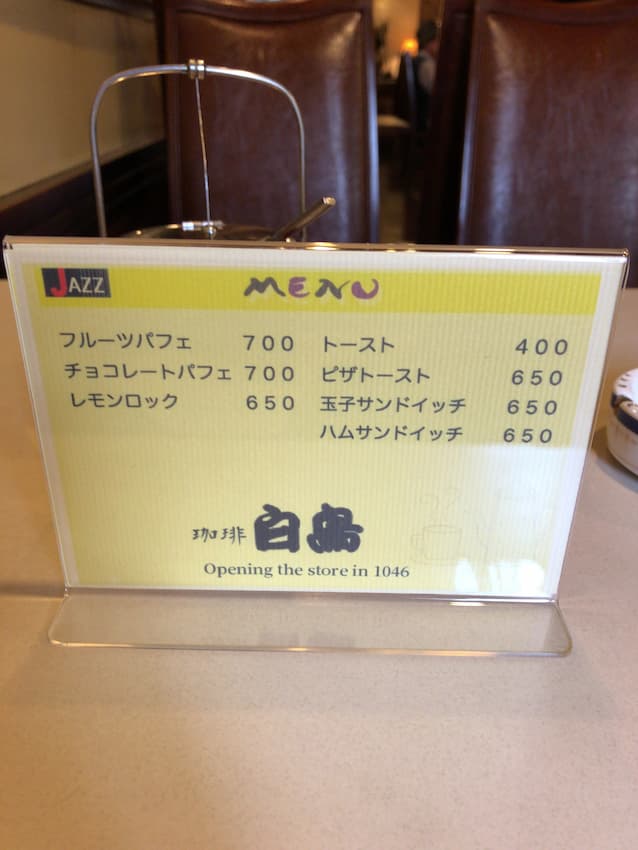 JAZZ
MENU
フルーツパフェ 700
チョコレートパフェ 700
レモンロック 650
トースト 400
ピザトースト 650
玉子サンドイッチ 650
ハムサンドイッチ 650
珈琲 白鳥
Opening the store in 1046